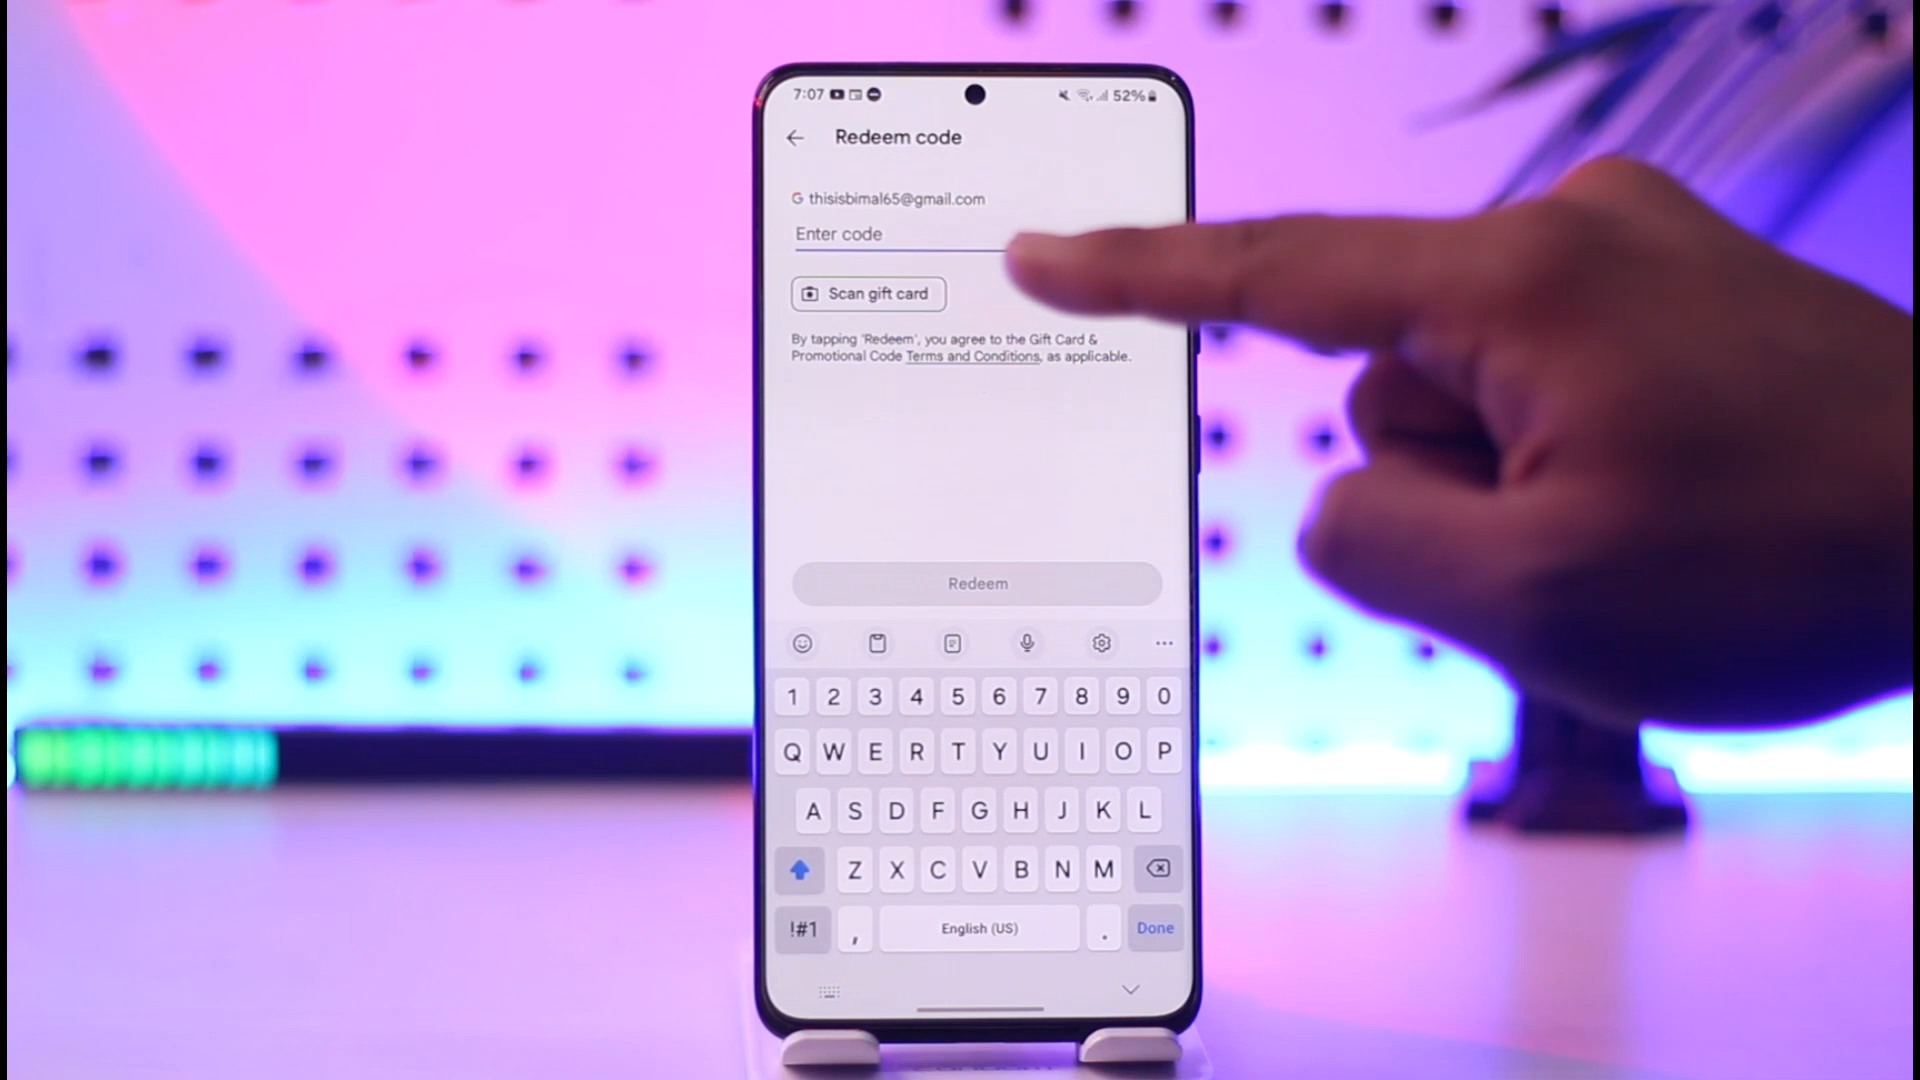 7:07 52%
Redeem code
G thisisbimal65@gmail.com
Enter code
Scan gift card
By tapping 'Redeem', you agree to the Gift Card &
Promotional Code Terms and Conditions, as applicable.
Redeem
1 2 3 4 5 6 7 8 9 0
Q W E R T Y U I O P
A S D F G H J K L
Z X C V B N M
!#1 , English (US) . Done